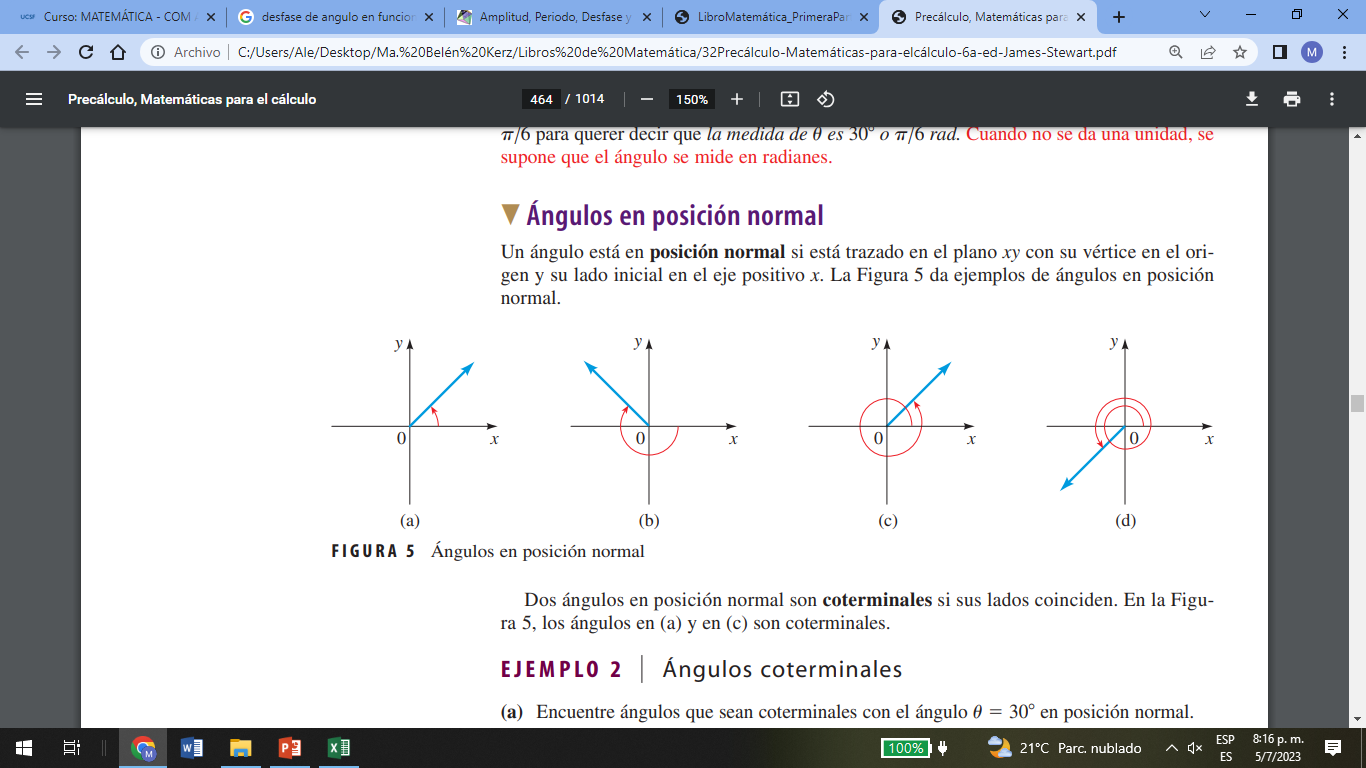 Curso: MATEMÁTICA - COM A
desfase de angulo en funcion
Amplitud, Periodo, Desfase y
LibroMatemática_PrimeraPar
Precálculo, Matemáticas para
Archivo C:/Users/Ale/Desktop/Ma.%20Belén%20Kerz/Libros%20de%20Matemática/32Precálculo-Matemáticas-para-elcálculo-6a-ed-James-Stewart.pdf
M
Precálculo, Matemáticas para el cálculo
464 / 1014
150%
π/6 para querer decir que la medida de θ es 30° o π/6 rad. Cuando no se da una unidad, se
supone que el ángulo se mide en radianes.
Ángulos en posición normal
Un ángulo está en posición normal si está trazado en el plano xy con su vértice en el ori-
gen y su lado inicial en el eje positivo x. La Figura 5 da ejemplos de ángulos en posición
normal.
y y y y
0 x 0 x 0 x 0 x
(a) (b) (c) (d)
FIGURA 5 Ángulos en posición normal
Dos ángulos en posición normal son coterminales si sus lados coinciden. En la Figu-
ra 5, los ángulos en (a) y en (c) son coterminales.
EJEMPLO 2 | Ángulos coterminales
(a) Encuentre ángulos que sean coterminales con el ángulo θ = 30° en posición normal.
100%
21°C Parc. nublado
ESP
ES
8:16 p. m.
5/7/2023